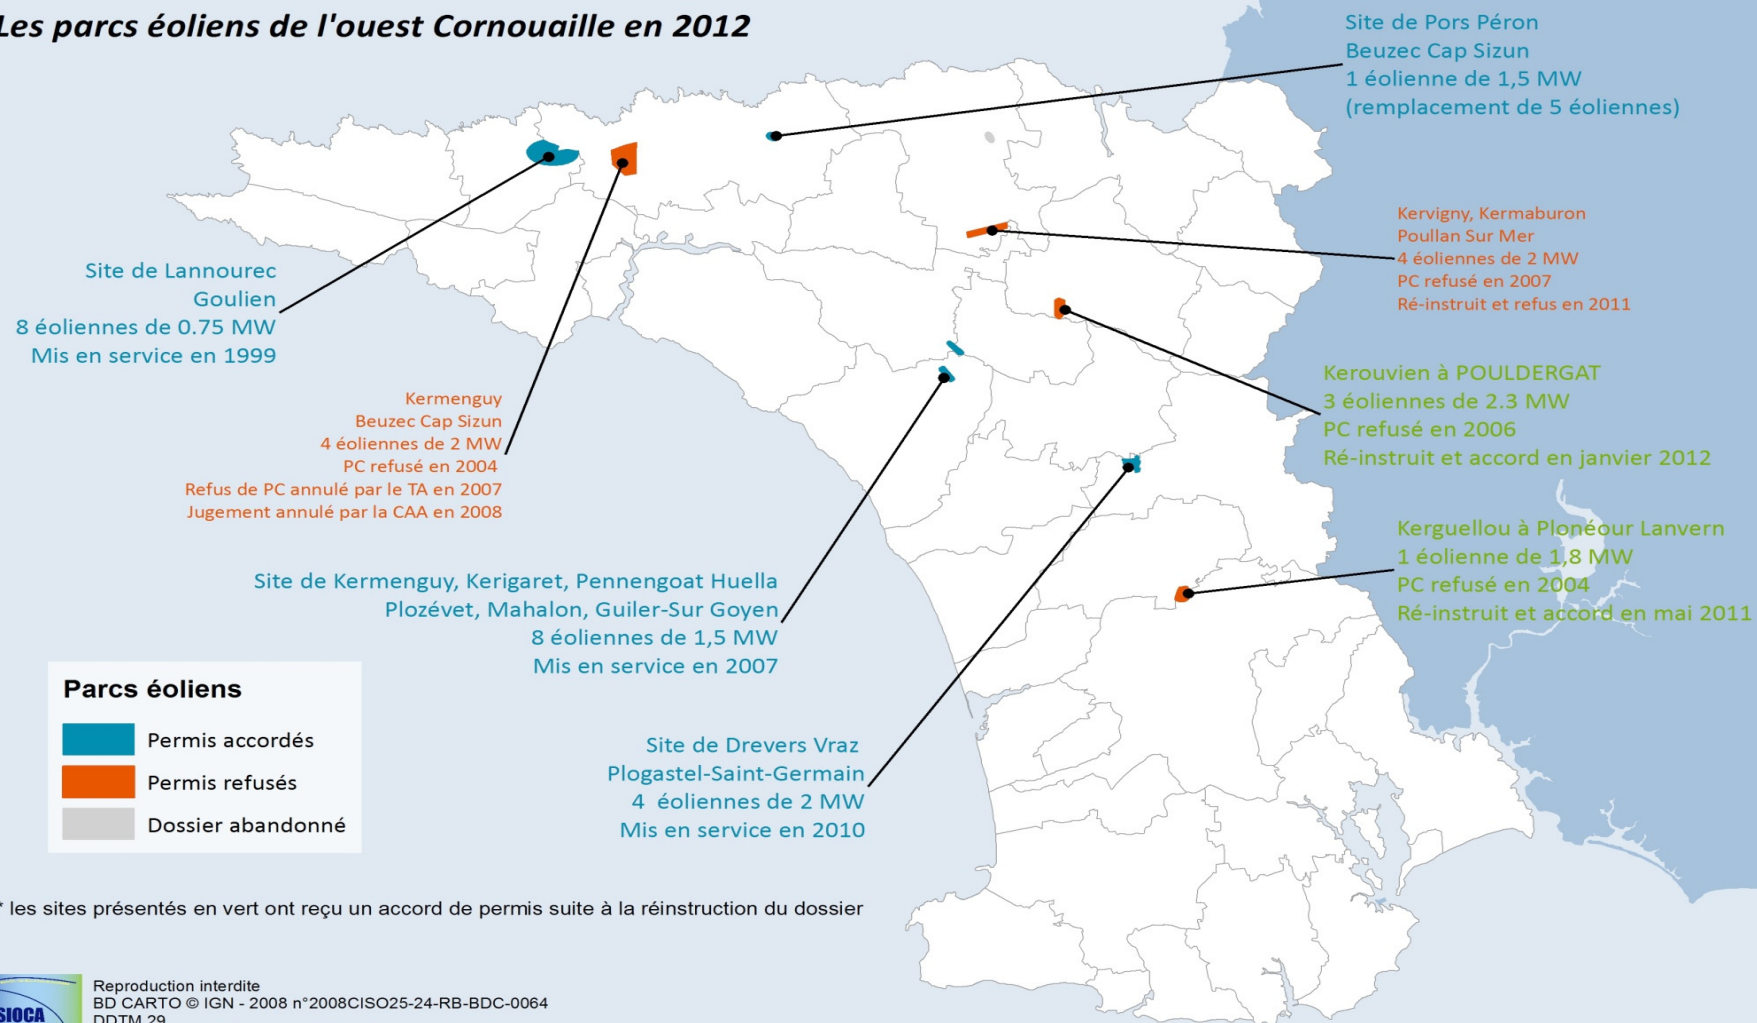 Les parcs éoliens de l'ouest Cornouaille en 2012
Site de Pors Péron
Beuzec Cap Sizun
1 éolienne de 1,5 MW
(remplacement de 5 éoliennes)
Kervigny, Kermaburon
Poullan Sur Mer
4 éoliennes de 2 MW
PC refusé en 2007
Ré-instruit et refus en 2011
Site de Lannourec
Goulien
8 éoliennes de 0.75 MW
Mis en service en 1999
Kerouvien à POULDERGAT
3 éoliennes de 2.3 MW
PC refusé en 2006
Ré-instruit et accord en janvier 2012
Kermenguy
Beuzec Cap Sizun
4 éoliennes de 2 MW
PC refusé en 2004
Refus de PC annulé par le TA en 2007
Jugement annulé par la CAA en 2008
Kerguellou à Plonéour Lanvern
1 éolienne de 1,8 MW
PC refusé en 2004
Ré-instruit et accord en mai 2011
Site de Kermenguy, Kerigaret, Pennengoat Huella
Plozévet, Mahalon, Guiler-Sur Goyen
8 éoliennes de 1,5 MW
Mis en service en 2007
Site de Drevers Vraz
Plogastel-Saint-Germain
4 éoliennes de 2 MW
Mis en service en 2010
Parcs éoliens
Permis accordés
Permis refusés
Dossier abandonné
* les sites présentés en vert ont reçu un accord de permis suite à la réinstruction du dossier
SIOCA
Reproduction interdite
BD CARTO © IGN - 2008 n°2008CISO25-24-RB-BDC-0064
DDTM 29